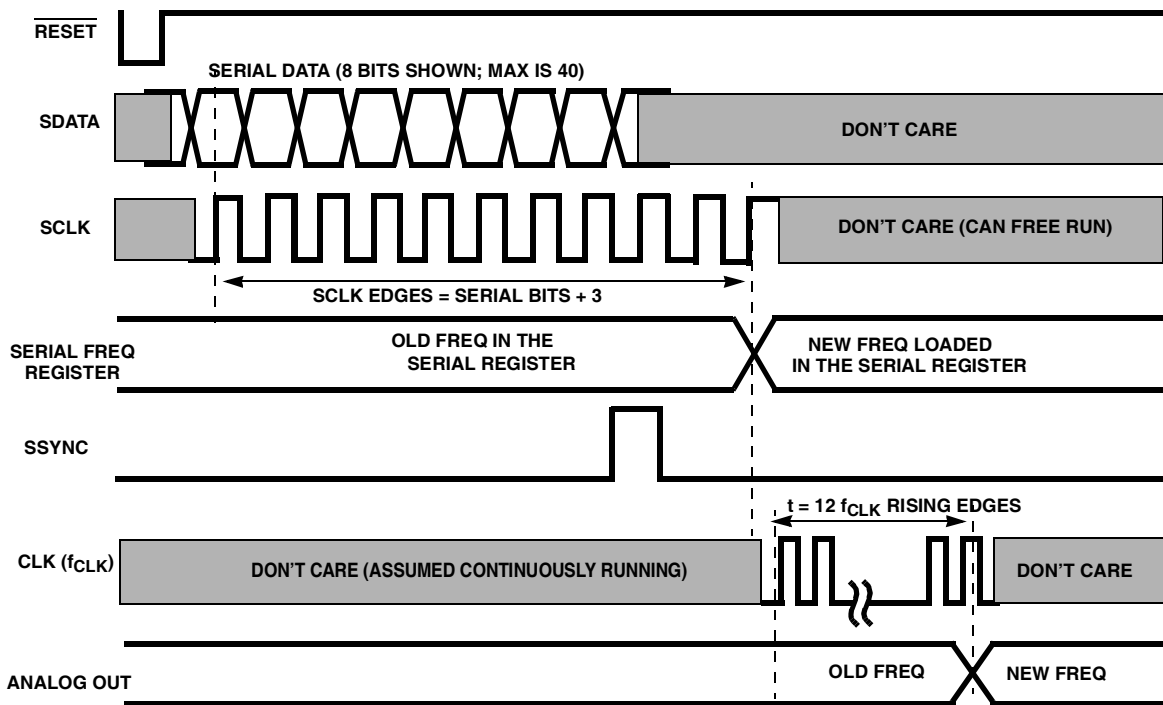 RESET
SERIAL DATA (8 BITS SHOWN; MAX IS 40)
SDATA
DON'T CARE
SCLK
DON'T CARE (CAN FREE RUN)
SCLK EDGES = SERIAL BITS + 3
SERIAL FREQ
REGISTER
OLD FREQ IN THE
SERIAL REGISTER
NEW FREQ LOADED
IN THE SERIAL REGISTER
SSYNC
t = 12 fCLK RISING EDGES
CLK (fCLK)
DON'T CARE (ASSUMED CONTINUOUSLY RUNNING)
DON'T CARE
ANALOG OUT
OLD FREQ
NEW FREQ